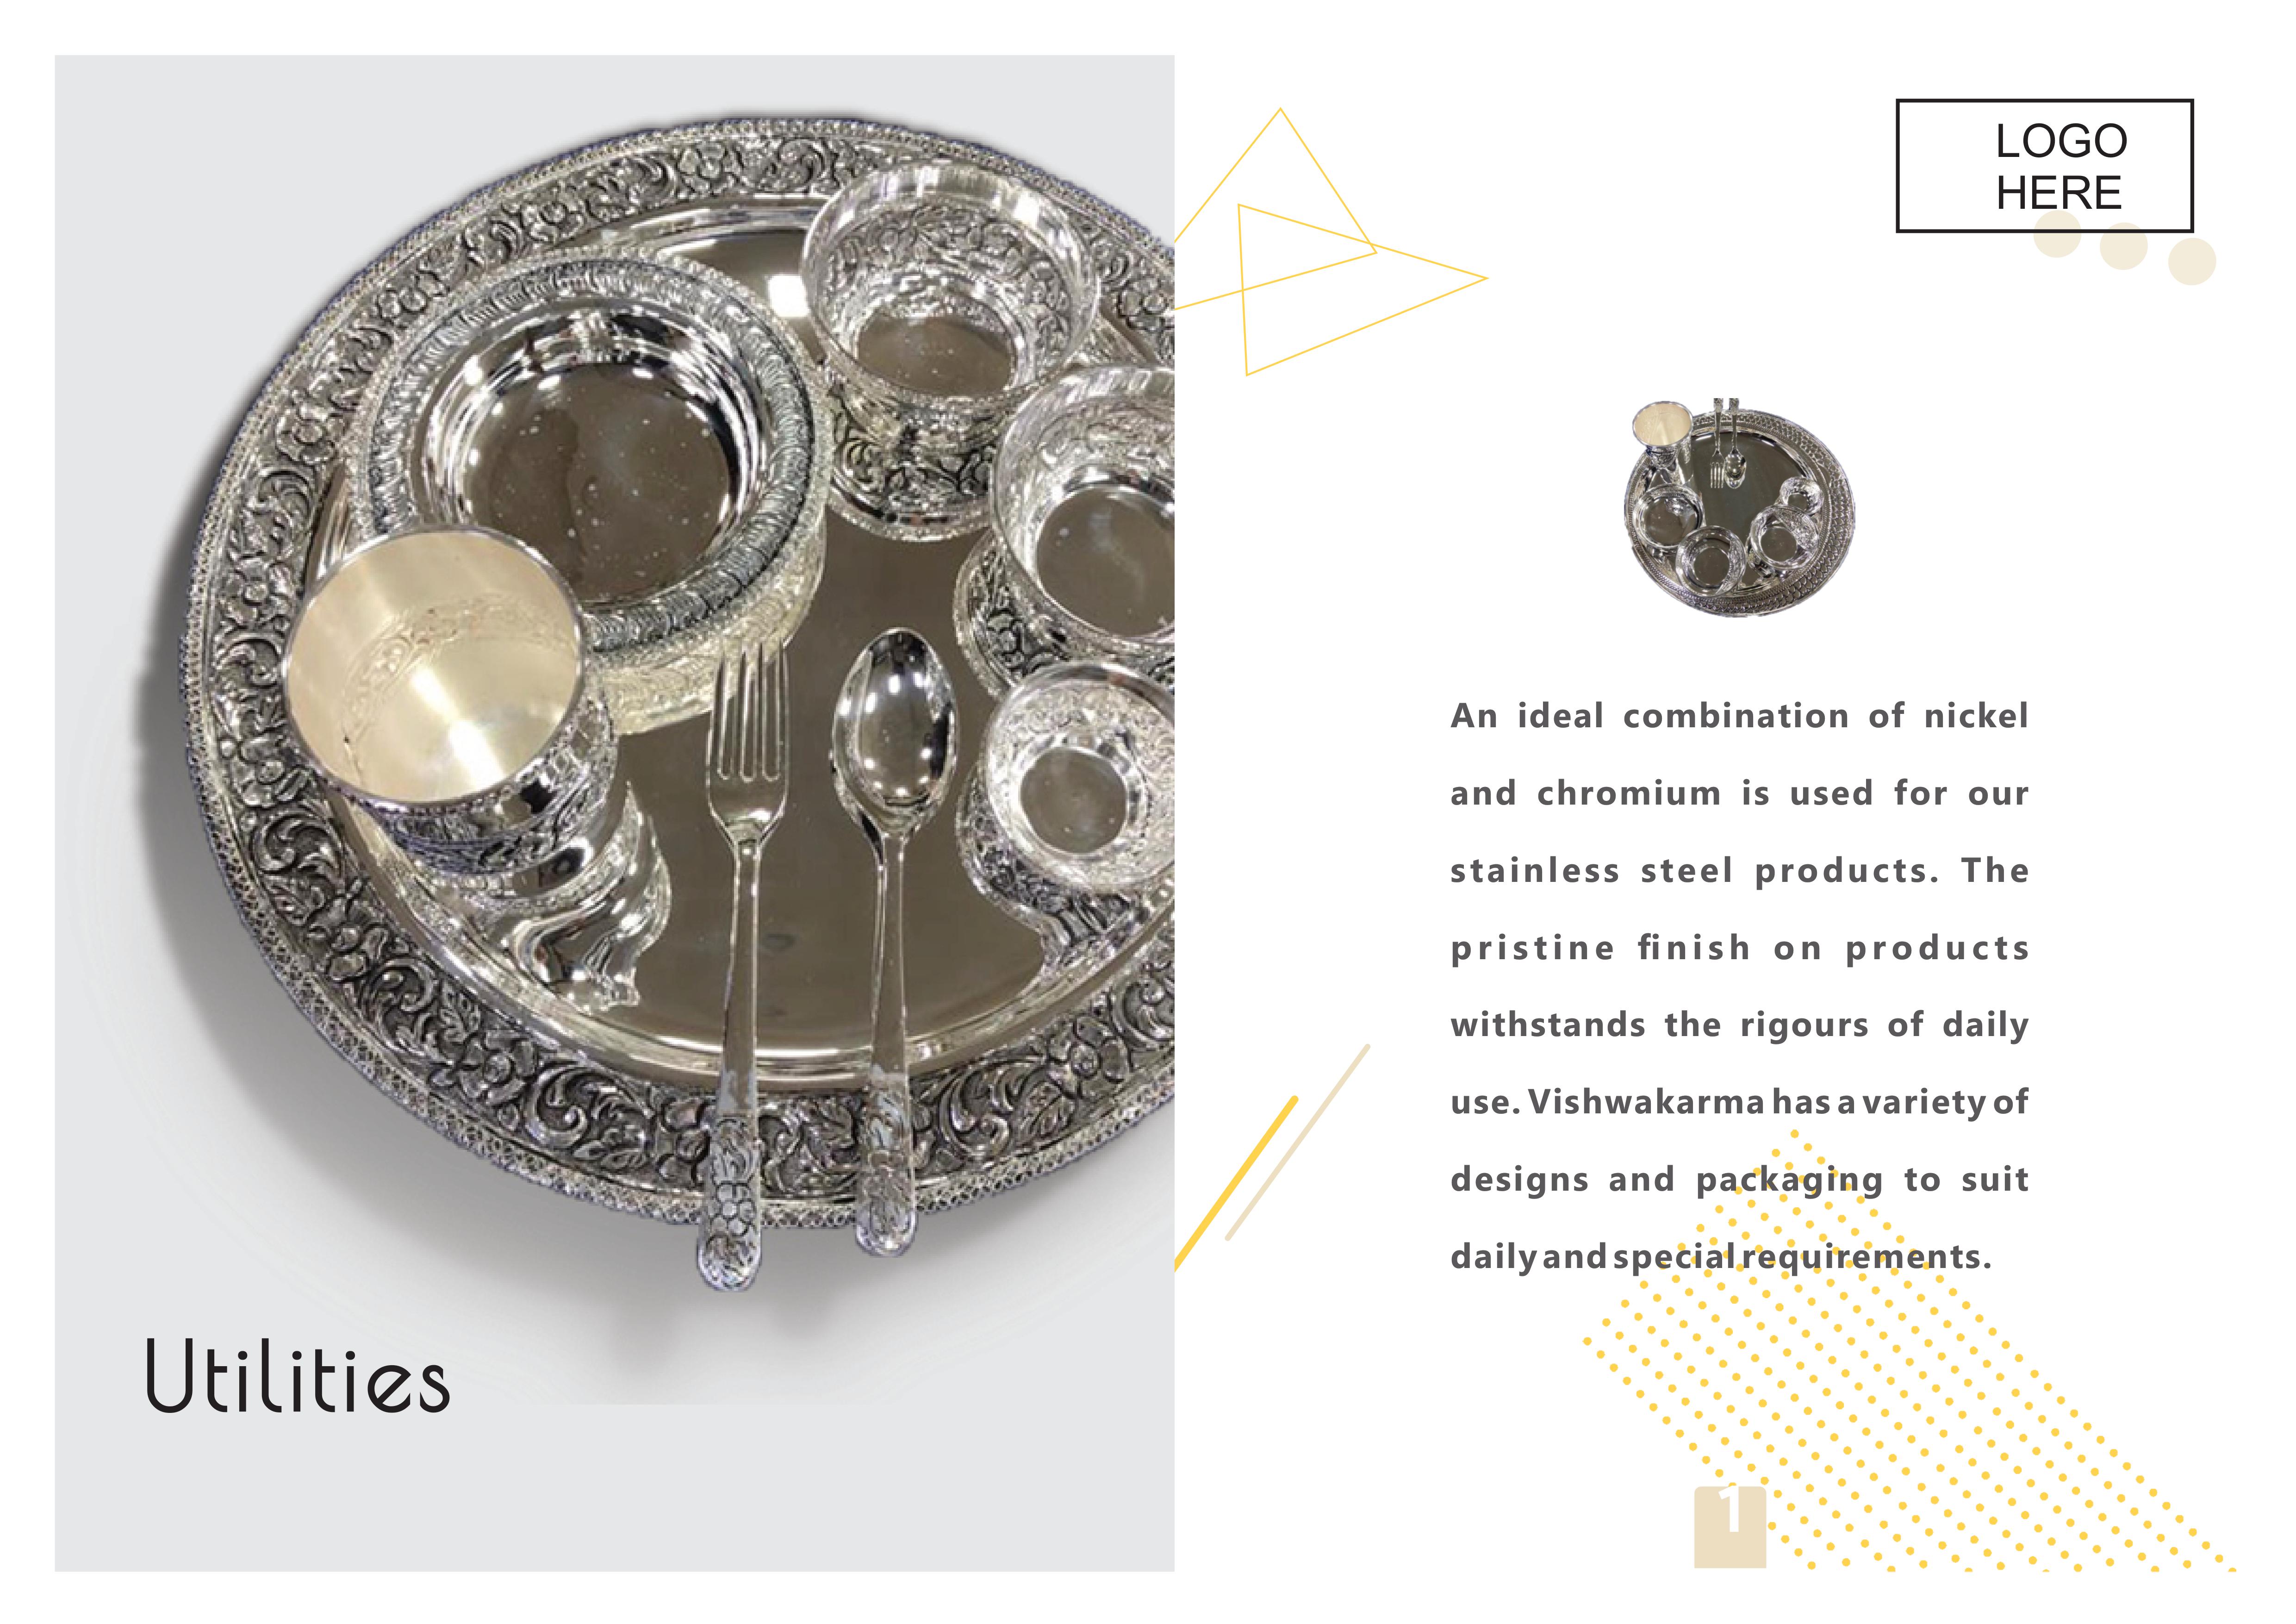 LOGO
HERE
An ideal combination of nickel
and chromium is used for our
stainless steel products. The
pristine finish on products
withstands the rigours of daily
use. Vishwakarma has a variety of
designs and packaging to suit
daily and special requirements.
Utilities
1